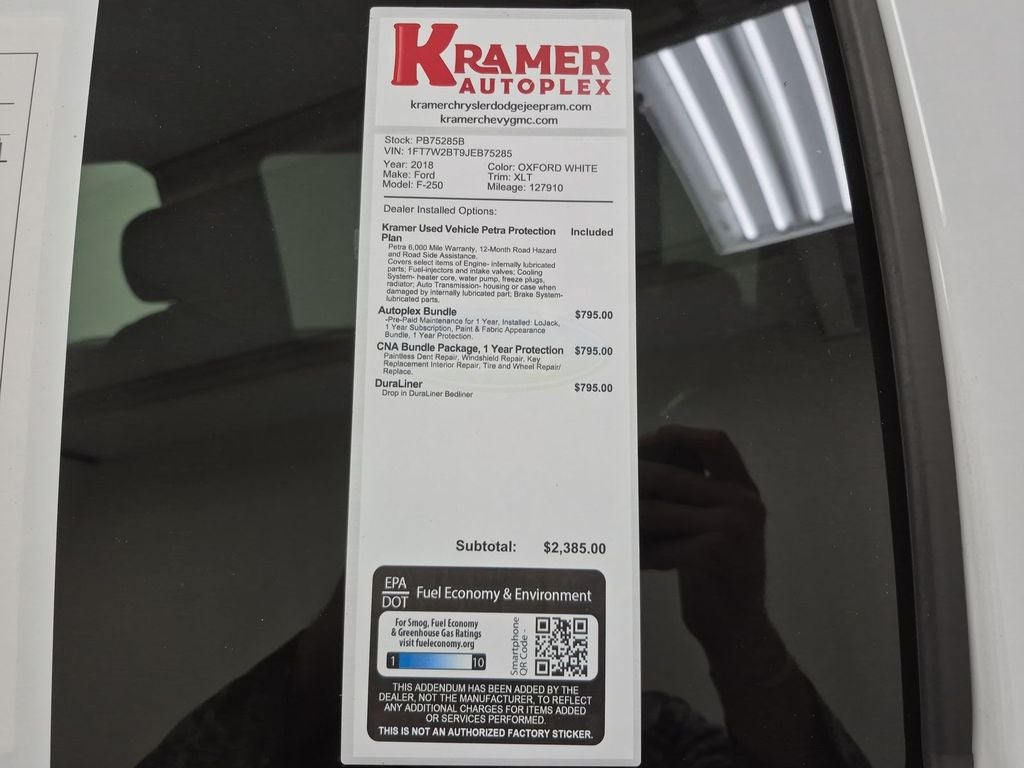 KRAMER
AUTOPLEX
kramerchryslerdodgejeepram.com
kramerchevygmc.com
Stock: PB75285B
VIN: 1FT7W2BT9JEB75285
Year: 2018 Color: OXFORD WHITE
Make: Ford Trim: XLT
Model: F-250 Mileage: 127910
Dealer Installed Options:
Kramer Used Vehicle Petra Protection Included
Plan
Petra 6,000 Mile Warranty, 12-Month Road Hazard
and Road Side Assistance.
Covers select items of Engine- internally lubricated
parts; Fuel-injectors and intake valves; Cooling
System- heater core, water pump, freeze plugs,
radiator; Auto Transmission- housing or case when
damaged by internally lubricated part; Brake System-
lubricated parts.
Autoplex Bundle $795.00
-Pre-Paid Maintenance for 1 Year, Installed: LoJack,
1 Year Subscription, Paint & Fabric Appearance
Bundle, 1 Year Protection.
CNA Bundle Package, 1 Year Protection $795.00
Paintless Dent Repair, Windshield Repair, Key
Replacement Interior Repair, Tire and Wheel Repair/
Replace.
DuraLiner $795.00
Drop in DuraLiner Bedliner
Subtotal: $2,385.00
EPA
DOT Fuel Economy & Environment
For Smog, Fuel Economy
& Greenhouse Gas Ratings
visit fueleconomy.org
1 10
Smartphone
QR Code -
THIS ADDENDUM HAS BEEN ADDED BY THE
DEALER, NOT THE MANUFACTURER, TO REFLECT
ANY ADDITIONAL CHARGES FOR ITEMS ADDED
OR SERVICES PERFORMED.
THIS IS NOT AN AUTHORIZED FACTORY STICKER.